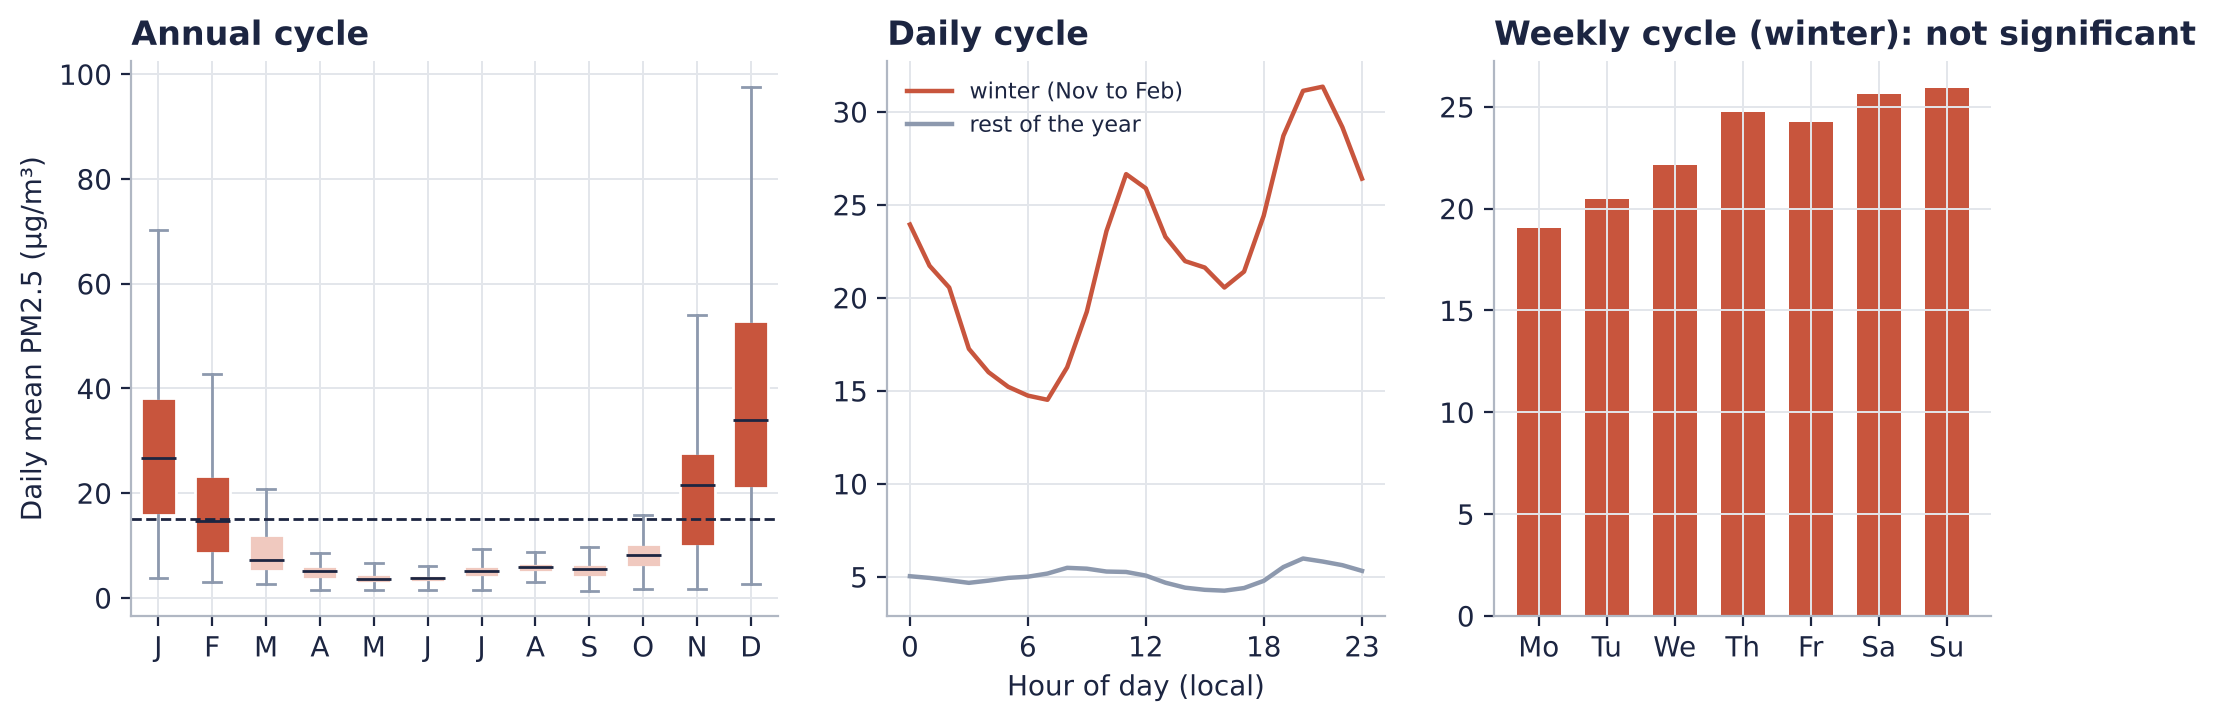 Annual cycle
Daily mean PM2.5 (µg/m³)
100
80
60
40
20
0
J F M A M J J A S O N D
Daily cycle
winter (Nov to Feb)
rest of the year
30
25
20
15
10
5
0 6 12 18 23
Hour of day (local)
Weekly cycle (winter): not significant
25
20
15
10
5
0
Mo Tu We Th Fr Sa Su